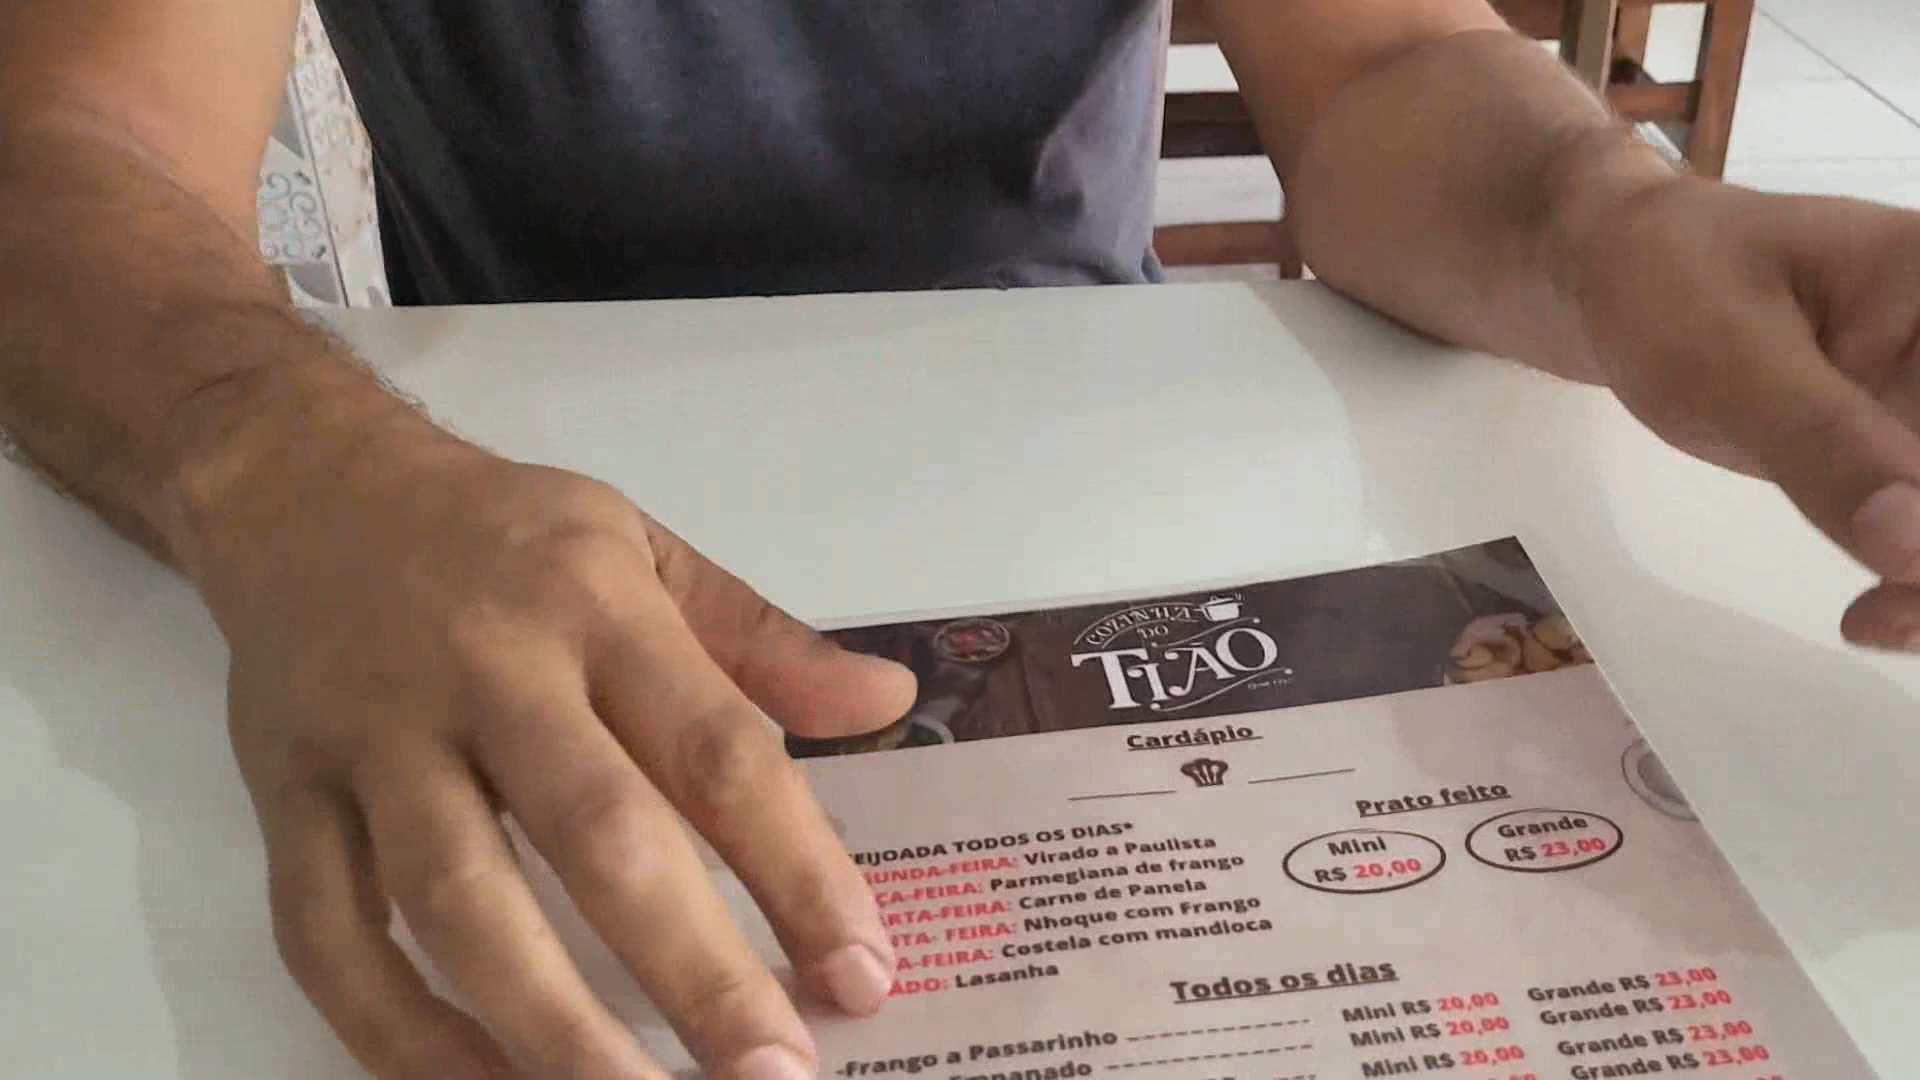 COZINHA
DO
TIÃO
Cardápio
Prato feito
Mini
R$ 20,00
Grande
R$ 23,00
EIJOADA TODOS OS DIAS*
UNDA-FEIRA: Virado a Paulista
ÇA-FEIRA: Parmegiana de frango
RTA-FEIRA: Carne de Panela
TA- FEIRA: Nhoque com Frango
A-FEIRA: Costela com mandioca
ADO: Lasanha
Todos os dias
-Frango a Passarinho ------------- Mini R$ 20,00 Grande R$ 23,00
Empanado -------------- Mini R$ 20,00 Grande R$ 23,00
Mini R$ 20,00 Grande R$ 23,00
Grande R$ 23,00